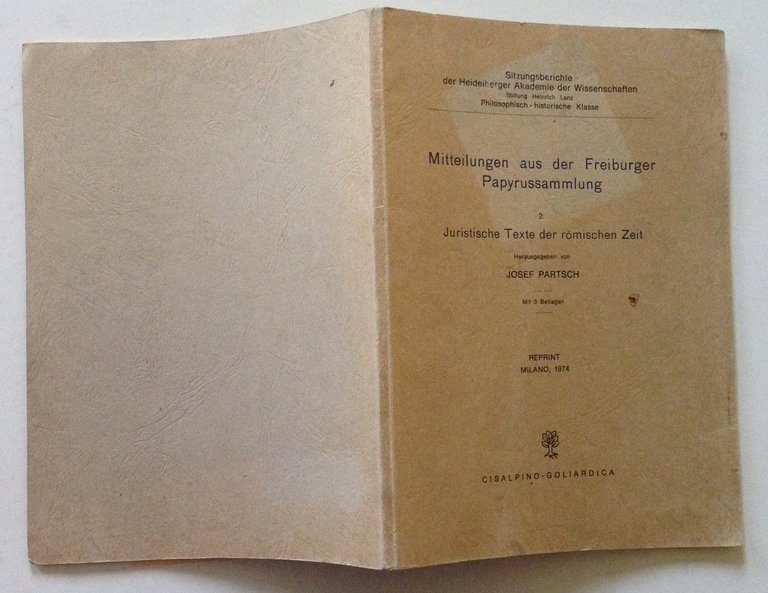 Sitzungsberichte
der Heidelberger Akademie der Wissenschaften
Stiftung Heinrich Lanz
Philosophisch-historische Klasse
Mitteilungen aus der Freiburger
Papyrussammlung
2.
Juristische Texte der römischen Zeit
Herausgegeben von
JOSEF PARTSCH
Mit 3 Beilagen
REPRINT
MILANO, 1974
CISALPINO-GOLIARDICA